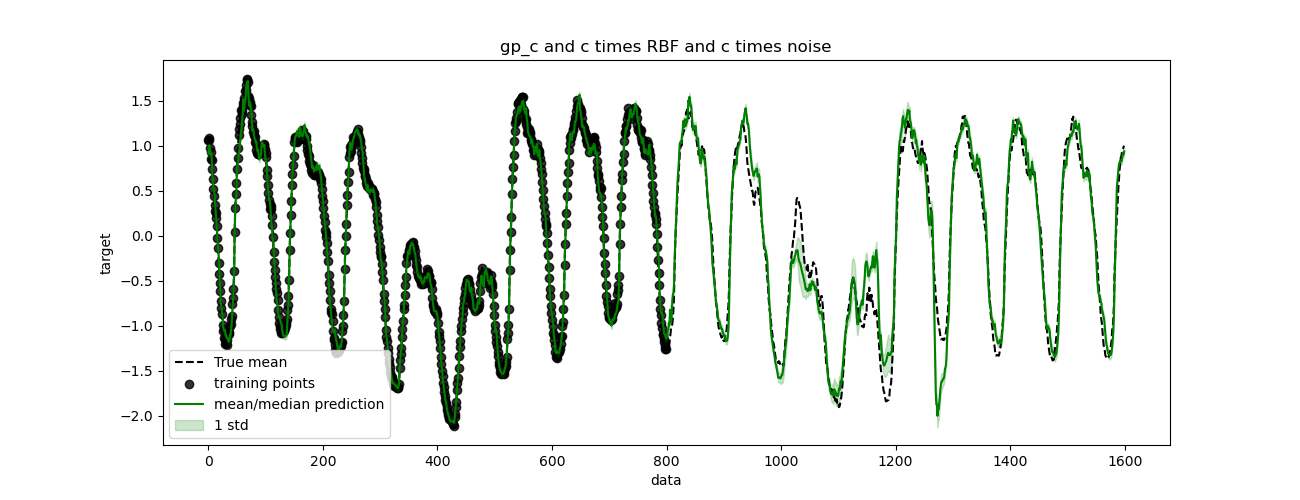 gp_c and c times RBF and c times noise
target
1.5
1.0
0.5
0.0
−0.5
−1.0
−1.5
−2.0
True mean
training points
mean/median prediction
1 std
0 200 400 600 800 1000 1200 1400 1600
data